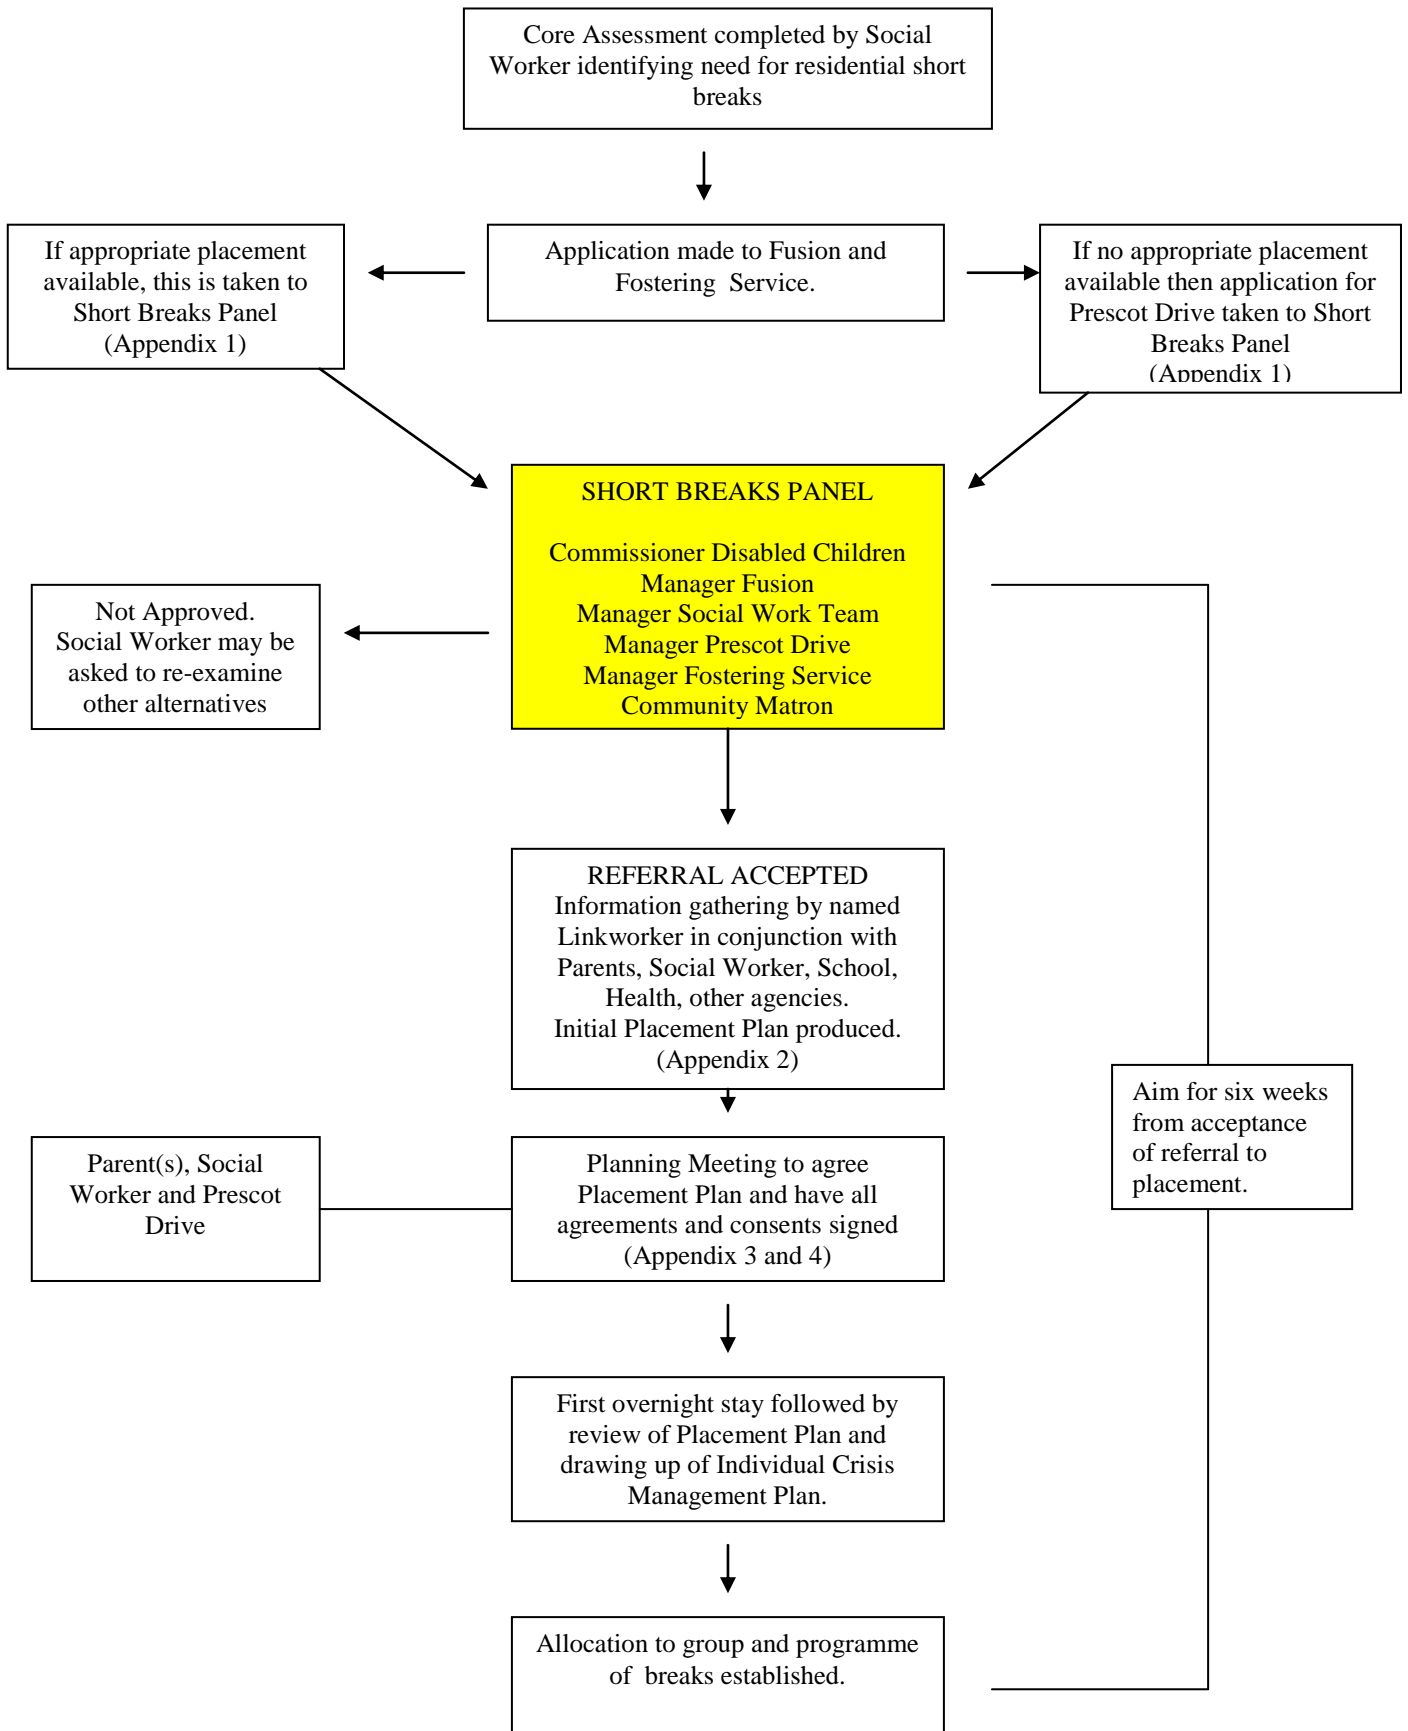 Core Assessment completed by Social
Worker identifying need for residential short
breaks
If appropriate placement
available, this is taken to
Short Breaks Panel
(Appendix 1)
Application made to Fusion and
Fostering Service.
If no appropriate placement
available then application for
Prescot Drive taken to Short
Breaks Panel
(Appendix 1)
SHORT BREAKS PANEL
Commissioner Disabled Children
Manager Fusion
Manager Social Work Team
Manager Prescot Drive
Manager Fostering Service
Community Matron
Not Approved.
Social Worker may be
asked to re-examine
other alternatives
REFERRAL ACCEPTED
Information gathering by named
Linkworker in conjunction with
Parents, Social Worker, School,
Health, other agencies.
Initial Placement Plan produced.
(Appendix 2)
Aim for six weeks
from acceptance
of referral to
placement.
Parent(s), Social
Worker and Prescot
Drive
Planning Meeting to agree
Placement Plan and have all
agreements and consents signed
(Appendix 3 and 4)
First overnight stay followed by
review of Placement Plan and
drawing up of Individual Crisis
Management Plan.
Allocation to group and programme
of breaks established.